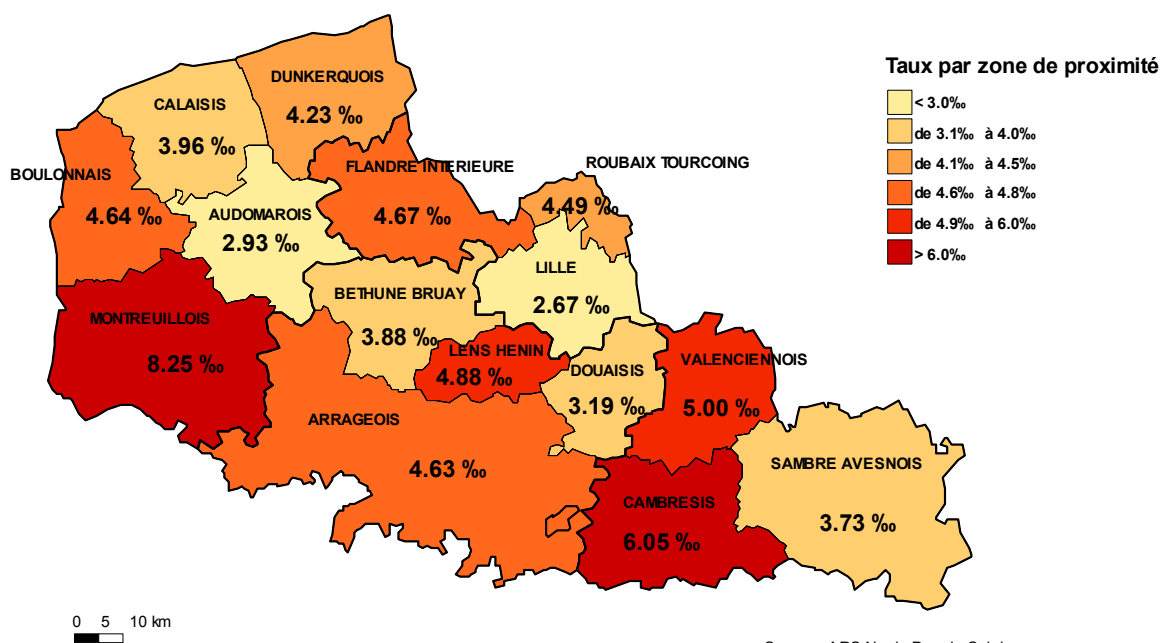 Taux par zone de proximité
< 3.0‰
de 3.1‰ à 4.0‰
de 4.1‰ à 4.5‰
de 4.6‰ à 4.8‰
de 4.9‰ à 6.0‰
> 6.0‰
DUNKERQUOIS
4.23 ‰
CALAISIS
3.96 ‰
BOULONNAIS
4.64 ‰
FLANDRE INTERIEURE
4.67 ‰
ROUBAIX TOURCOING
4.49 ‰
AUDOMAROIS
2.93 ‰
LILLE
2.67 ‰
BETHUNE BRUAY
3.88 ‰
MONTREUILLOIS
8.25 ‰
LENS HENIN
4.88 ‰
DOUAISIS
3.19 ‰
VALENCIENNOIS
5.00 ‰
ARRAGEOIS
4.63 ‰
SAMBRE AVESNOIS
3.73 ‰
CAMBRESIS
6.05 ‰
0 5 10 km